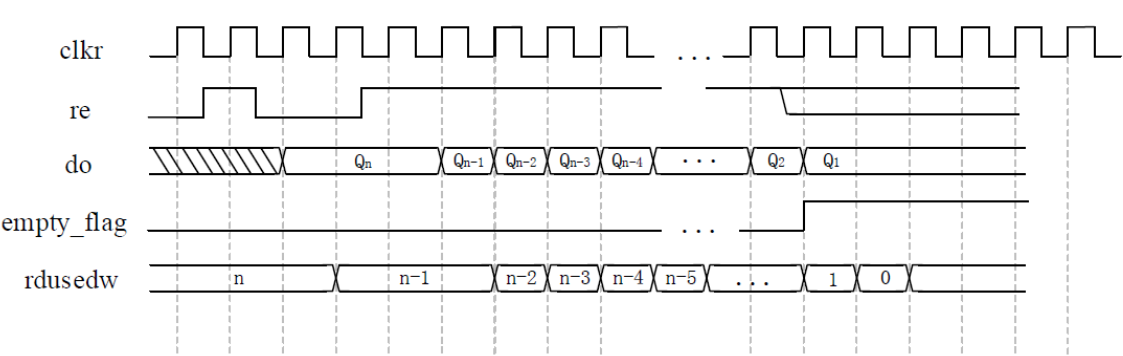 clkr ...
re
do Qn Qn-1 Qn-2 Qn-3 Qn-4 ... Q2 Q1
empty_flag ...
rdusedw n n-1 n-2 n-3 n-4 n-5 ... 1 0